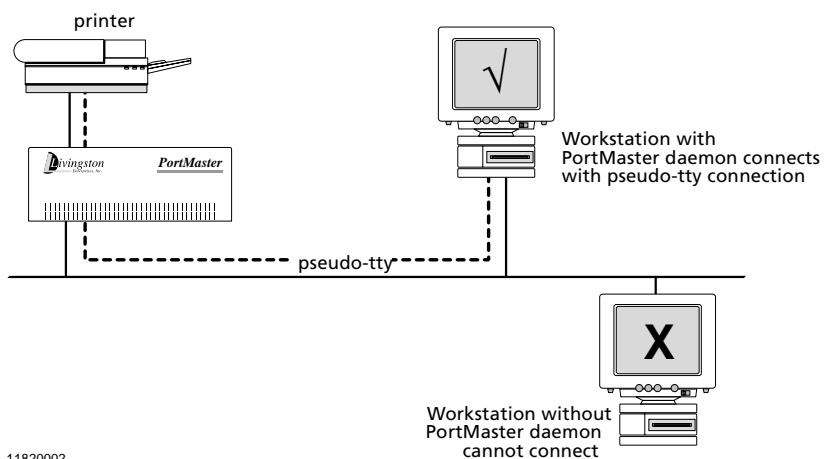 printer
√
Livingston
Enterprises, Inc.
PortMaster
Workstation with
PortMaster daemon connects
with pseudo-tty connection
pseudo-tty
X
Workstation without
PortMaster daemon
cannot connect
11820002